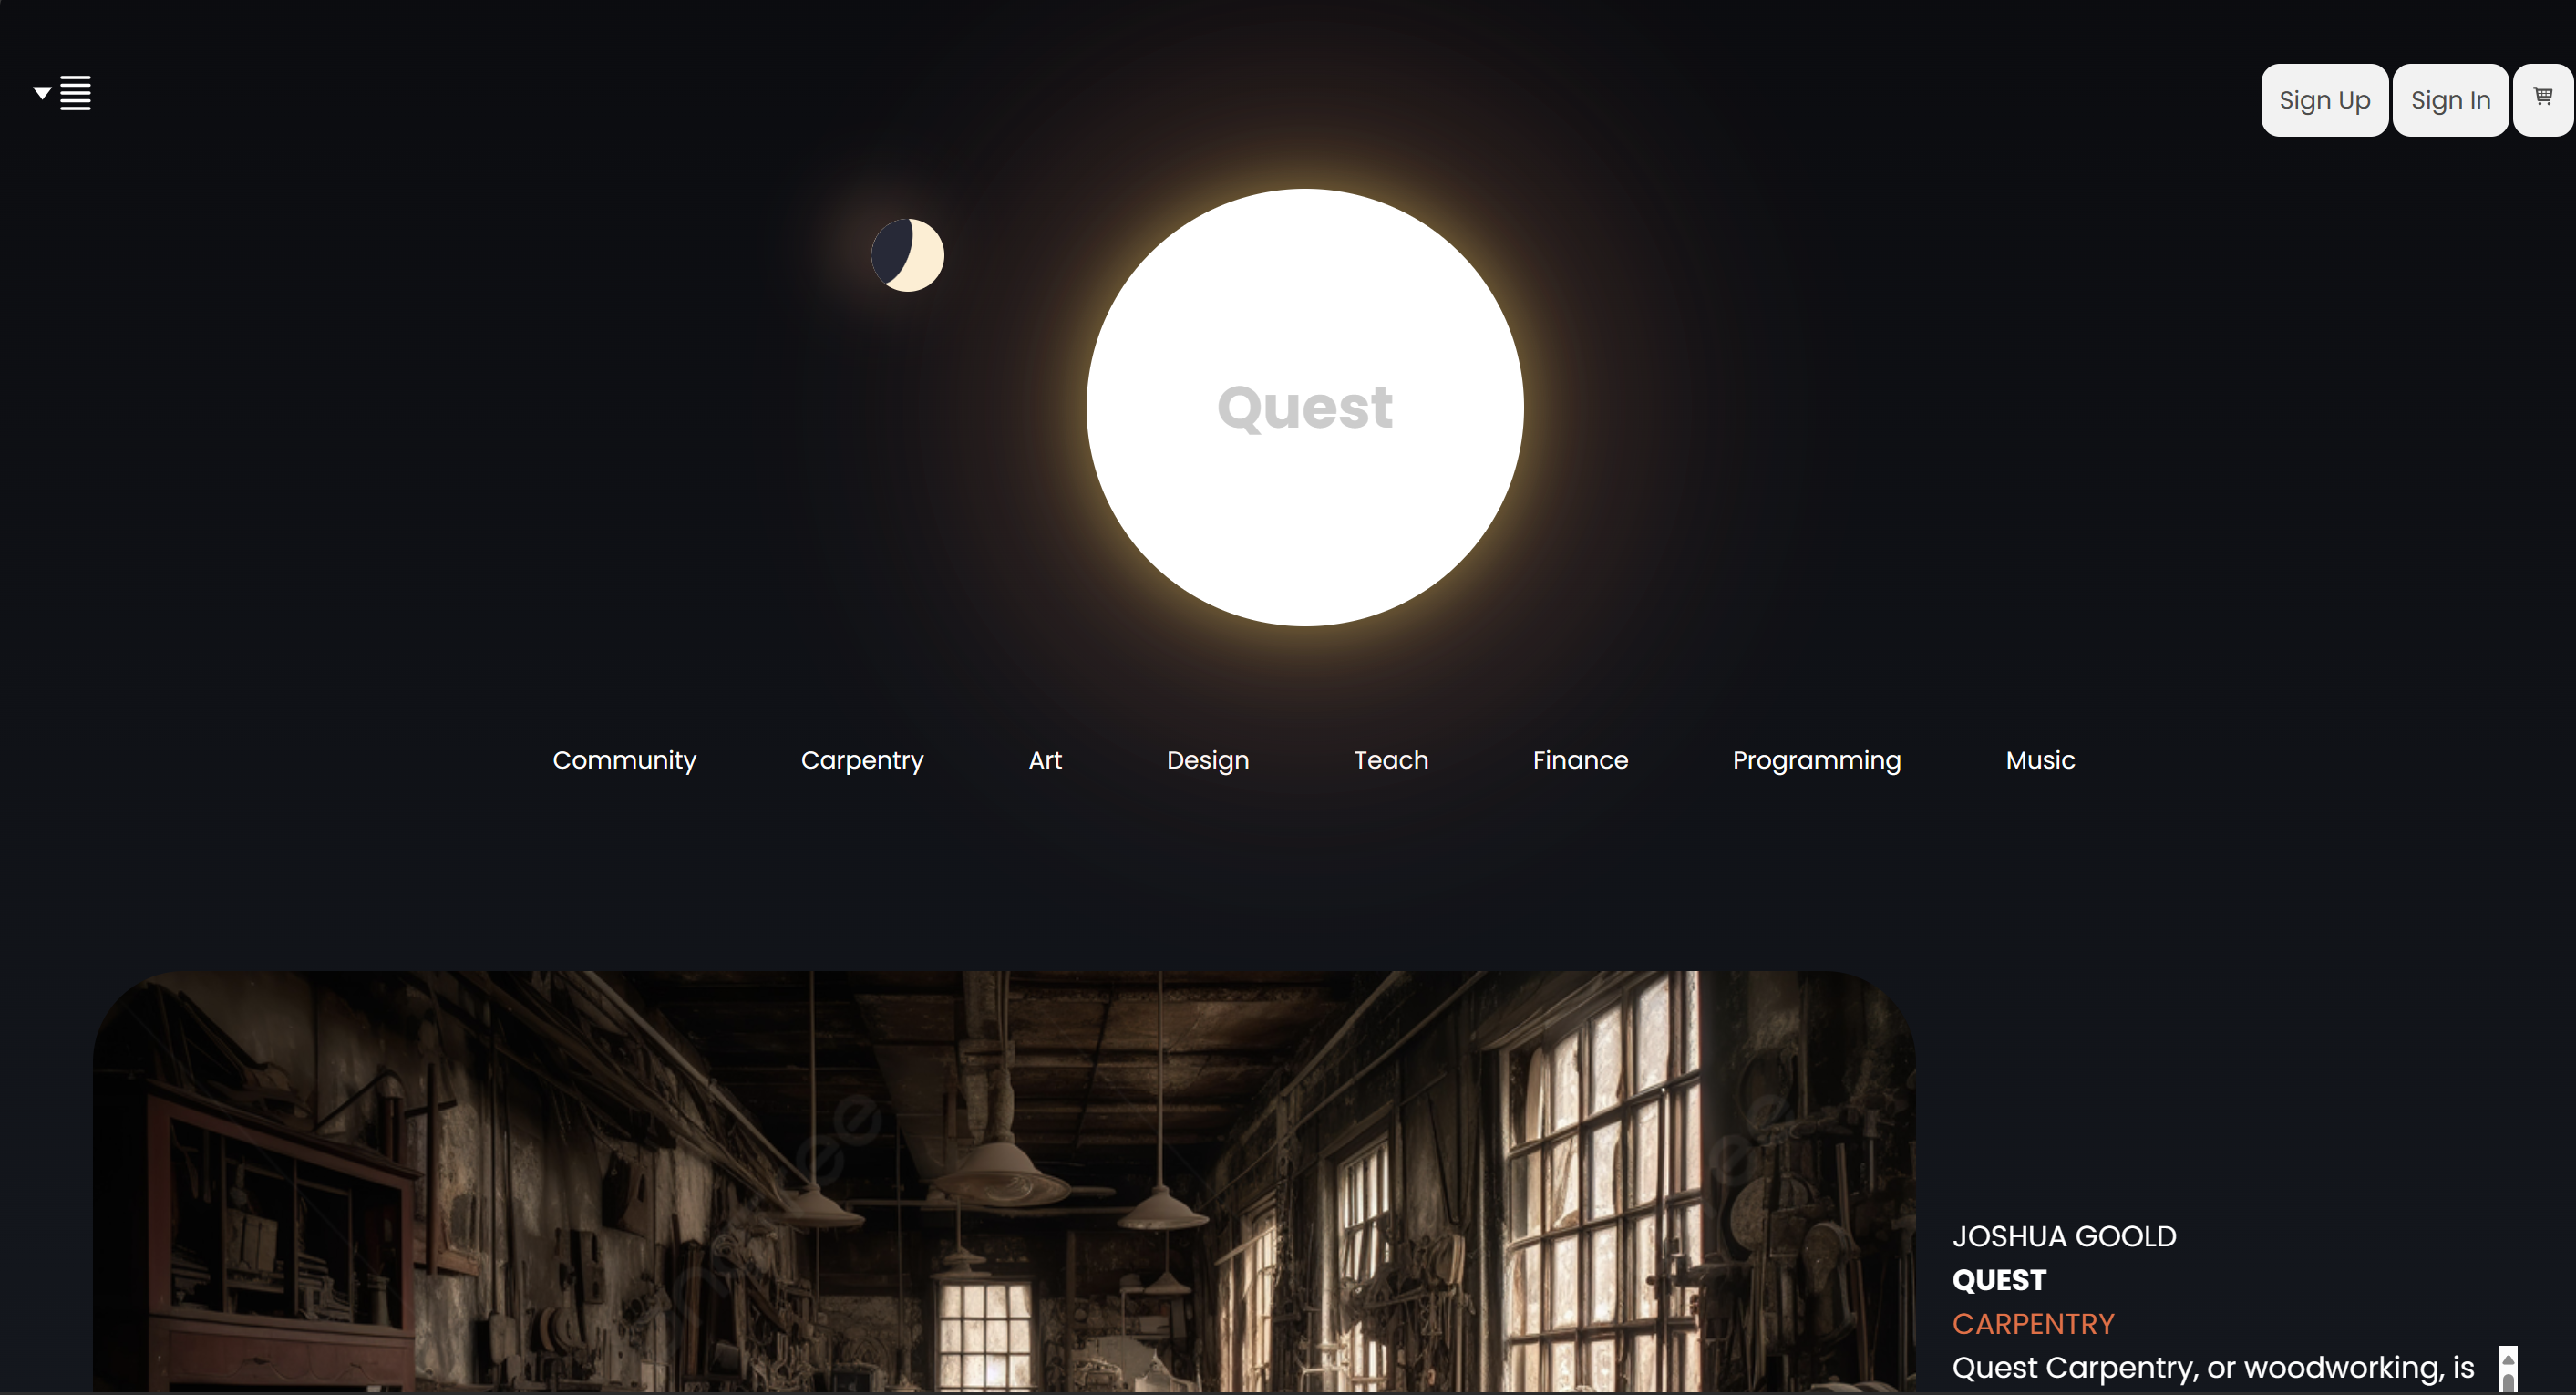 Sign Up
Sign In
Quest
Community Carpentry Art Design Teach Finance Programming Music
JOSHUA GOOLD
QUEST
CARPENTRY
Quest Carpentry, or woodworking, is